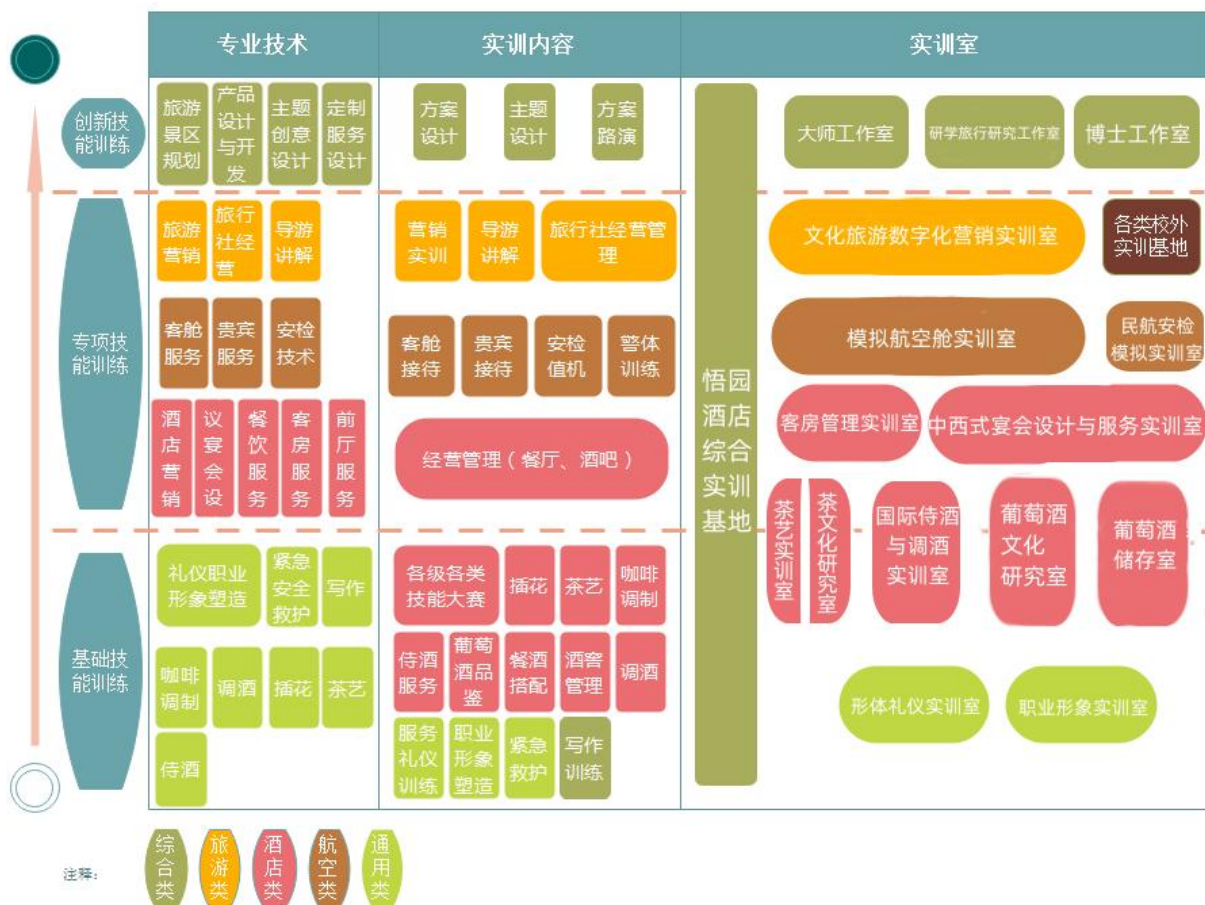 专业技术
实训内容
实训室
创新技
能训练
旅游
景区
规划
产品
设计
与开
发
主题
创意
设计
定制
服务
设计
方案
设计
主题
设计
方案
路演
大师工作室
研学旅行研究工作室
博士工作室
专项技
能训练
旅游
营销
旅行
社经
营
导游
讲解
营销
实训
导游
讲解
旅行社经营管
理
文化旅游数字化营销实训室
各类校外
实训基地
客舱
服务
贵宾
服务
安检
技术
客舱
接待
贵宾
接待
安检
值机
警体
训练
模拟航空舱实训室
民航安检
模拟实训室
酒
店
营
销
议
宴
会
设
餐
饮
服
务
客
房
服
务
前
厅
服
务
经营管理（餐厅、酒吧）
悟园
酒店
综合
实训
基地
客房管理实训室
中西式宴会设计与服务实训室
茶艺实训室
茶文化研究室
国际侍酒
与调酒
实训室
葡萄酒
文化
研究室
葡萄酒
储存室
基础技
能训练
礼仪职业
形象塑造
紧急
安全
救护
写作
各级各类
技能大赛
插花
茶艺
咖啡
调制
咖啡
调制
调酒
插花
茶艺
侍酒
服务
葡萄
酒品
鉴
餐酒
搭配
酒窖
管理
调酒
形体礼仪实训室
职业形象实训室
侍酒
服务
礼仪
训练
职业
形象
塑造
紧急
救护
写作
训练
注释：
综
合
类
旅
游
类
酒
店
类
航
空
类
通
用
类